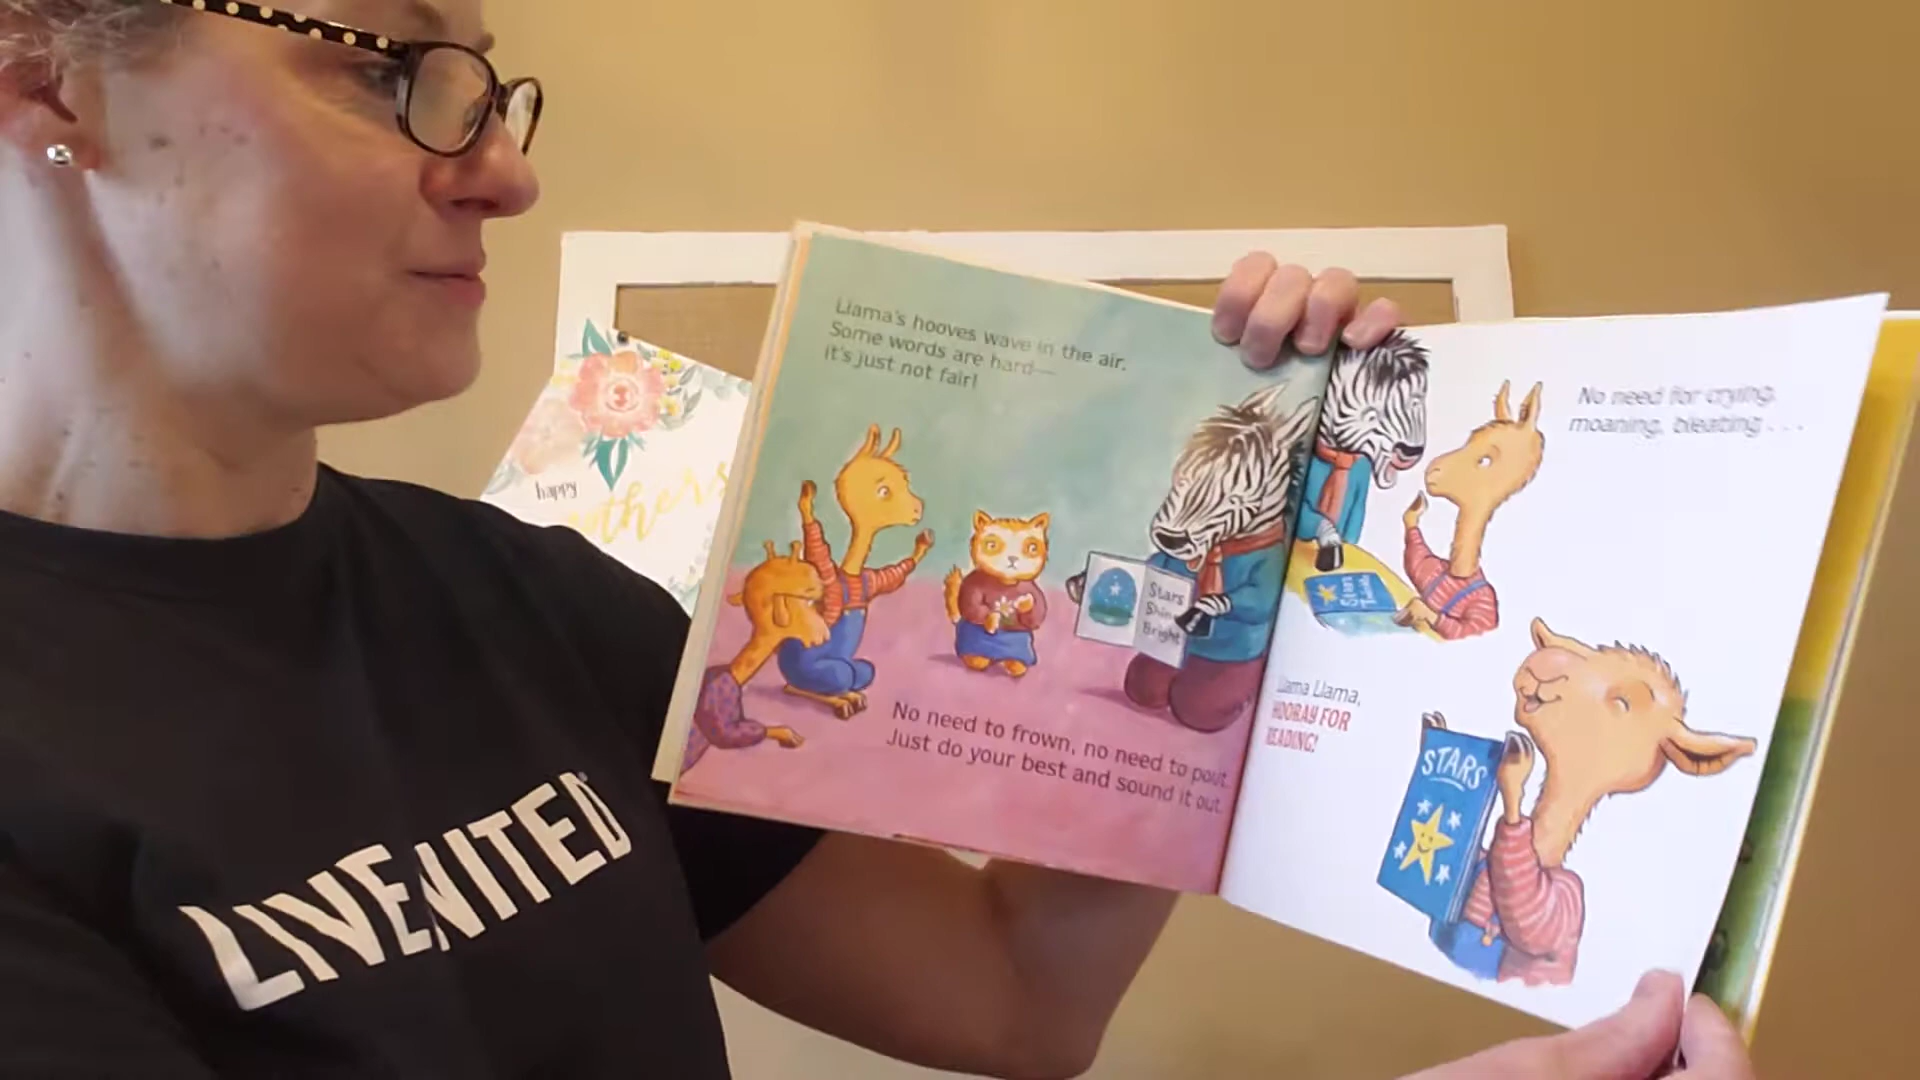 Llama's hooves wave in the air.
Some words are hard—
it's just not fair!
Stars
Shine
Bright
No need to frown, no need to pout.
Just do your best and sound it out.
No need for crying,
moaning, bleating . . .
Llama Llama,
HOORAY FOR
READING!
STARS
happy
LIVE UNITED